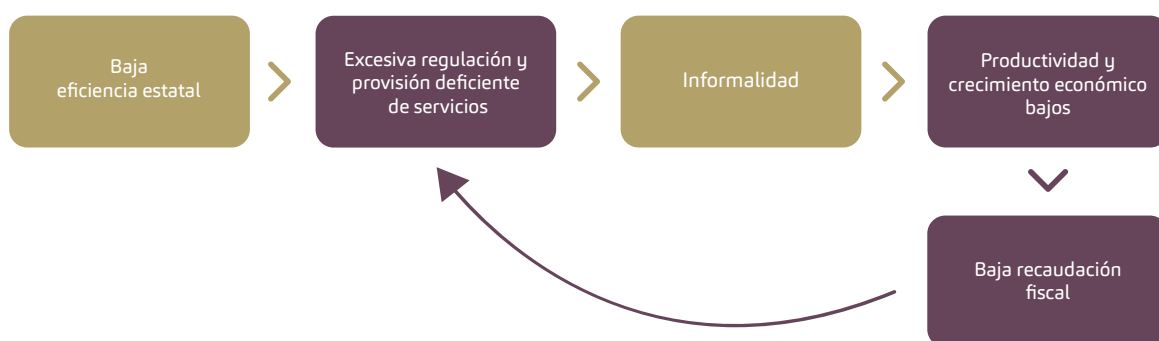 Baja
eficiencia estatal
Excesiva regulación y
provisión deficiente
de servicios
Informalidad
Productividad y
crecimiento económico
bajos
Baja recaudación
fiscal